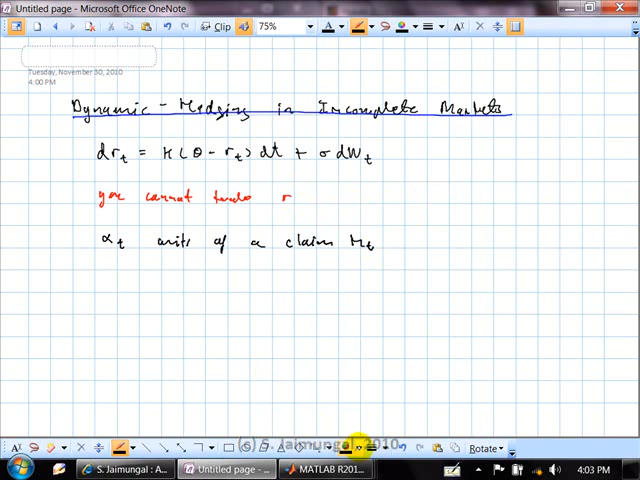 Untitled page - Microsoft Office OneNote
Clip
75%
Tuesday, November 30, 2010
4:00 PM
Dynamic - Hedging in Incomplete Markets
drₜ = κ(θ - rₜ)dt + σ dWₜ
you cannot trade r
αₜ units of a claim Mₜ
(c) S. Jaimungal, 2010
Rotate
S. Jaimungal : A...
Untitled page - ...
MATLAB R201...
4:03 PM